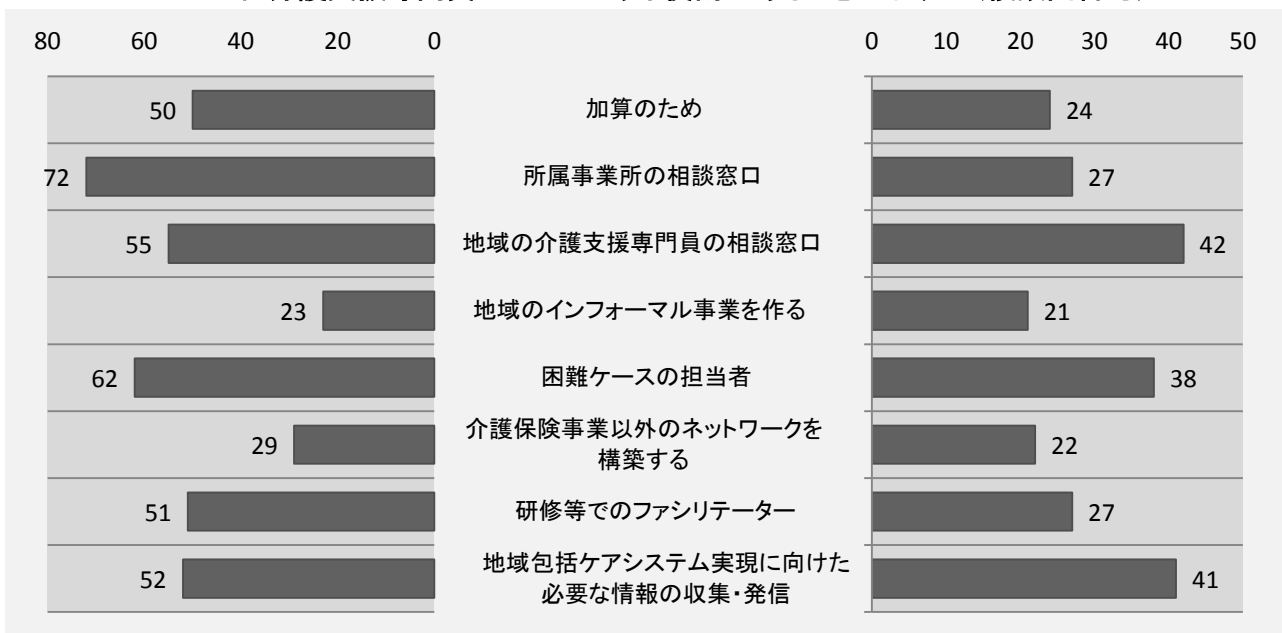 80 60 40 20 0 0 10 20 30 40 50
50 加算のため 24
72 所属事業所の相談窓口 27
55 地域の介護支援専門員の相談窓口 42
23 地域のインフォーマル事業を作る 21
62 困難ケースの担当者 38
29 介護保険事業以外のネットワークを
構築する 22
51 研修等でのファシリテーター 27
52 地域包括ケアシステム実現に向けた
必要な情報の収集・発信 41